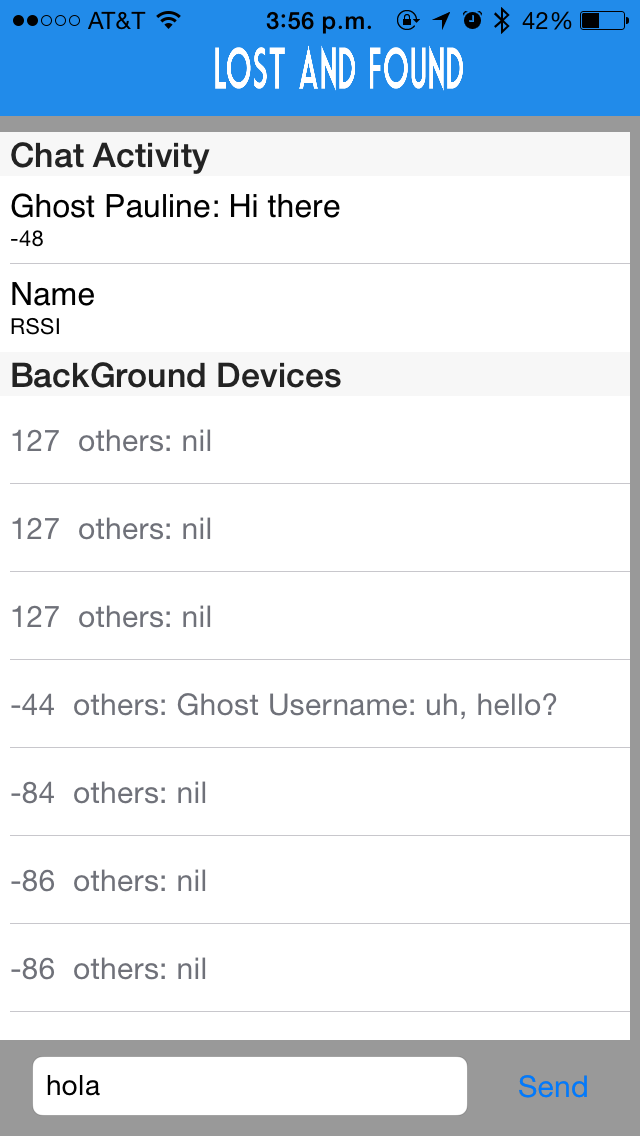 AT&T 3:56 p.m. 42%
LOST AND FOUND
Chat Activity
Ghost Pauline: Hi there
-48
Name
RSSI
BackGround Devices
127 others: nil
127 others: nil
127 others: nil
-44 others: Ghost Username: uh, hello?
-84 others: nil
-86 others: nil
-86 others: nil
hola Send